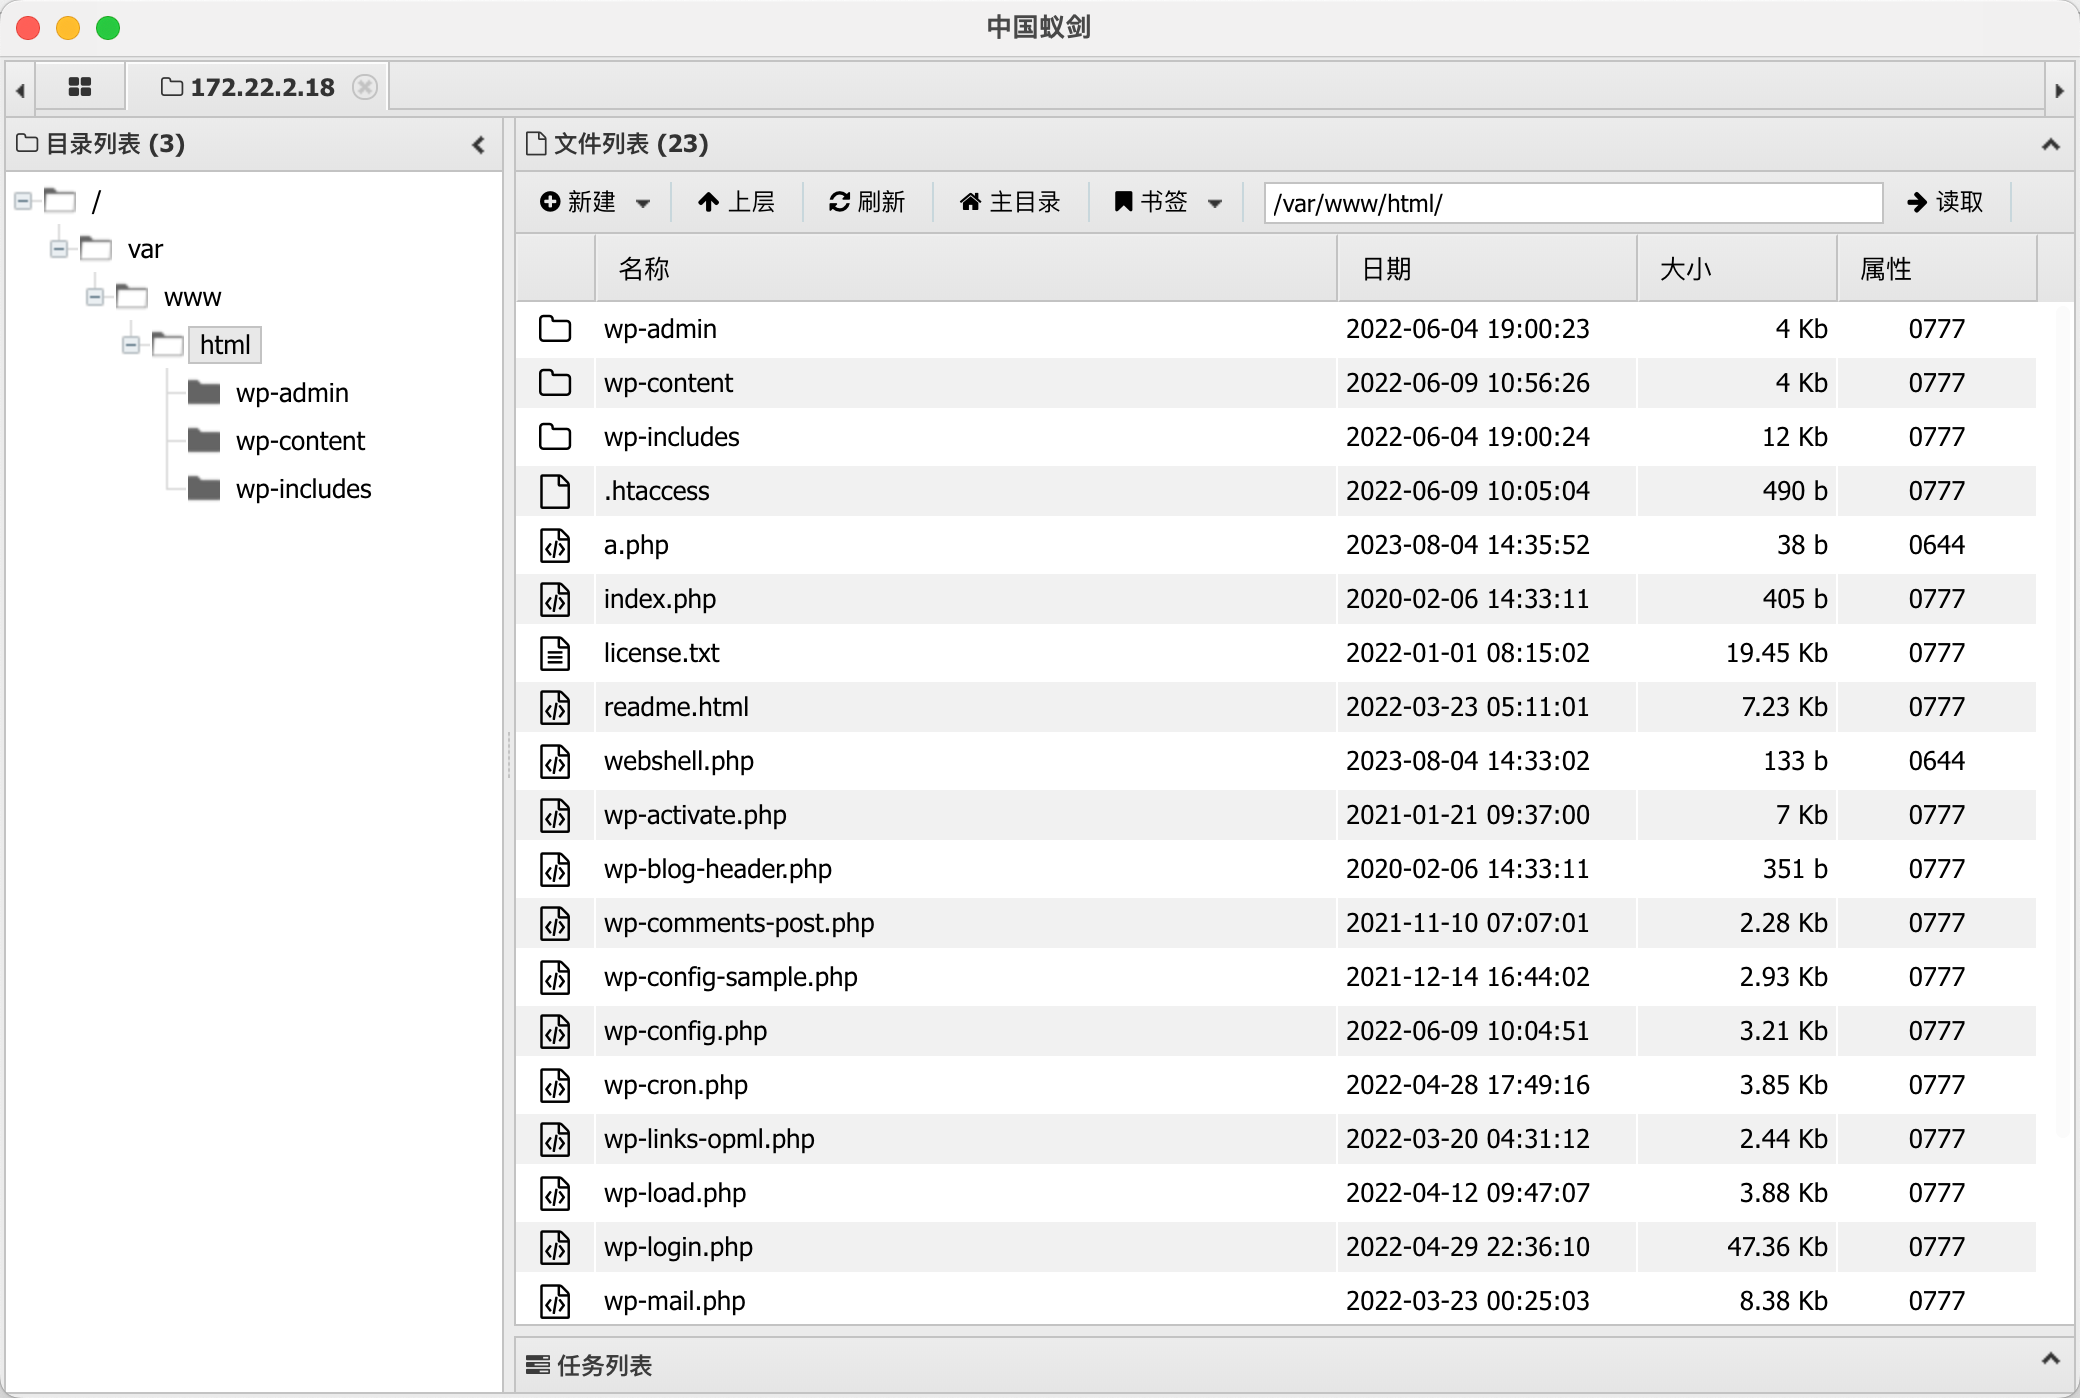 中国蚁剑
172.22.2.18
目录列表 (3)
/
var
www
html
wp-admin
wp-content
wp-includes
文件列表 (23)
新建 上层 刷新 主目录 书签 /var/www/html/ 读取
名称 日期 大小 属性
wp-admin 2022-06-04 19:00:23 4 Kb 0777
wp-content 2022-06-09 10:56:26 4 Kb 0777
wp-includes 2022-06-04 19:00:24 12 Kb 0777
.htaccess 2022-06-09 10:05:04 490 b 0777
a.php 2023-08-04 14:35:52 38 b 0644
index.php 2020-02-06 14:33:11 405 b 0777
license.txt 2022-01-01 08:15:02 19.45 Kb 0777
readme.html 2022-03-23 05:11:01 7.23 Kb 0777
webshell.php 2023-08-04 14:33:02 133 b 0644
wp-activate.php 2021-01-21 09:37:00 7 Kb 0777
wp-blog-header.php 2020-02-06 14:33:11 351 b 0777
wp-comments-post.php 2021-11-10 07:07:01 2.28 Kb 0777
wp-config-sample.php 2021-12-14 16:44:02 2.93 Kb 0777
wp-config.php 2022-06-09 10:04:51 3.21 Kb 0777
wp-cron.php 2022-04-28 17:49:16 3.85 Kb 0777
wp-links-opml.php 2022-03-20 04:31:12 2.44 Kb 0777
wp-load.php 2022-04-12 09:47:07 3.88 Kb 0777
wp-login.php 2022-04-29 22:36:10 47.36 Kb 0777
wp-mail.php 2022-03-23 00:25:03 8.38 Kb 0777
任务列表